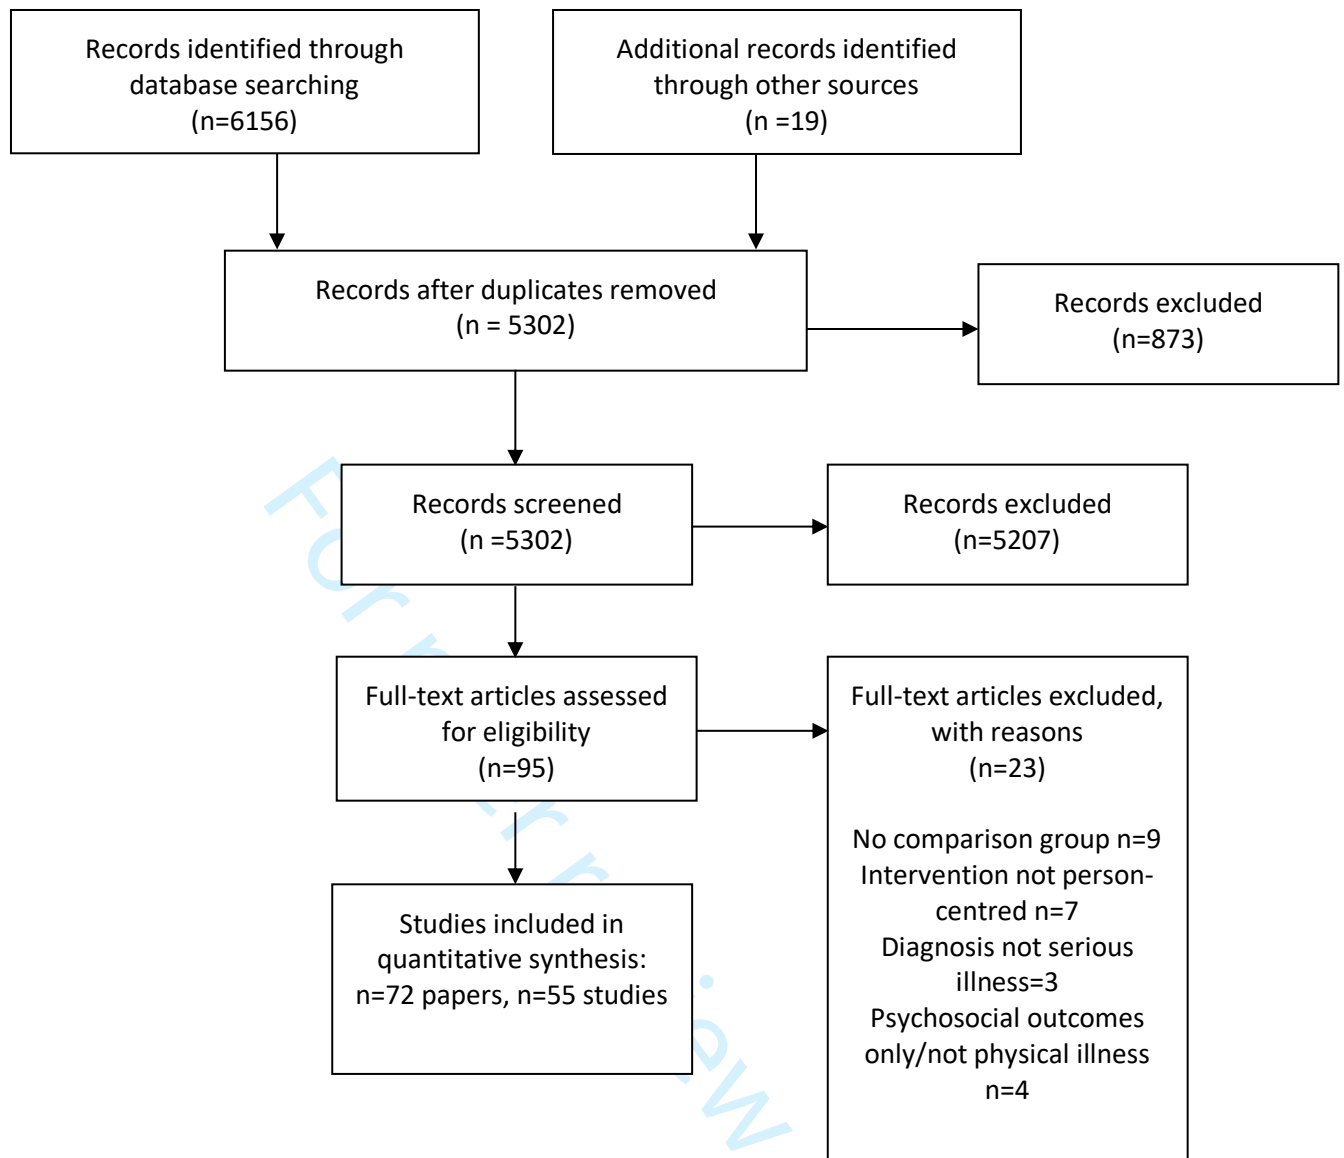 Records identified through
database searching
(n=6156)
Additional records identified
through other sources
(n =19)
Records after duplicates removed
(n = 5302)
Records excluded
(n=873)
Records screened
(n =5302)
Records excluded
(n=5207)
Full-text articles assessed
for eligibility
(n=95)
Full-text articles excluded,
with reasons
(n=23)
No comparison group n=9
Intervention not person-
centred n=7
Diagnosis not serious
illness=3
Psychosocial outcomes
only/not physical illness
n=4
Studies included in
quantitative synthesis:
n=72 papers, n=55 studies